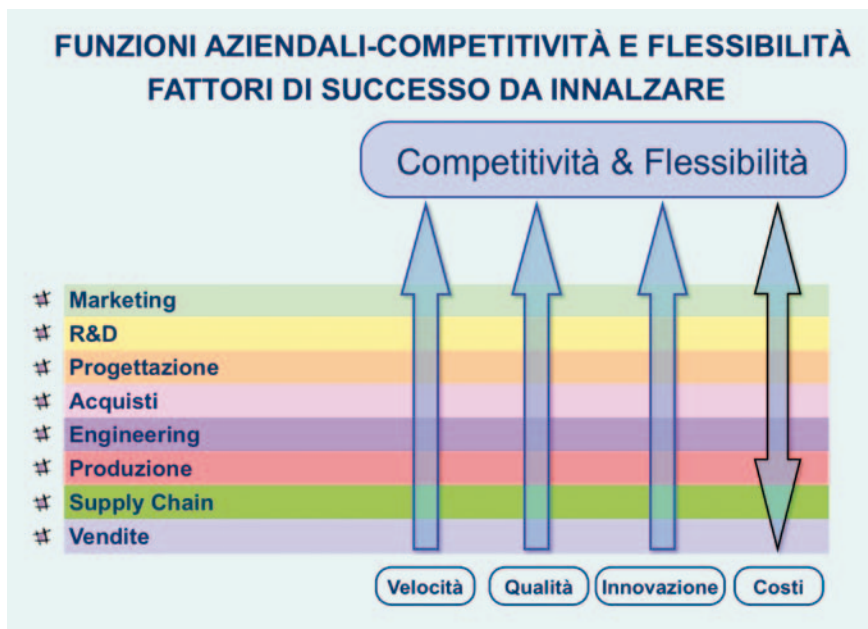 FUNZIONI AZIENDALI-COMPETITIVITÀ E FLESSIBILITÀ
FATTORI DI SUCCESSO DA INNALZARE
Competitività & Flessibilità
Marketing
R&D
Progettazione
Acquisti
Engineering
Produzione
Supply Chain
Vendite
Velocità
Qualità
Innovazione
Costi